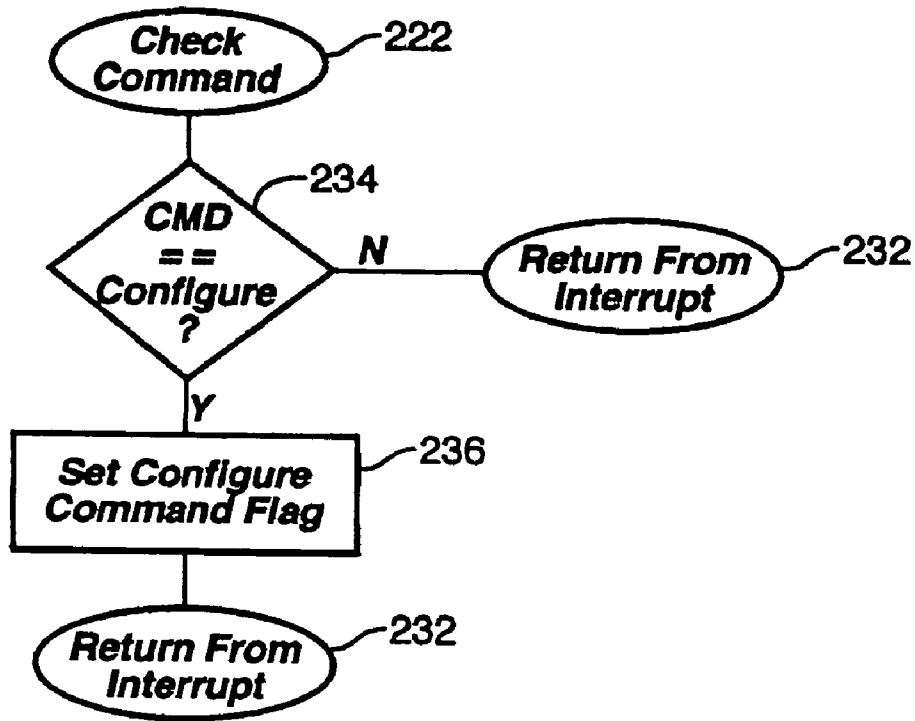 Check
Command
222
234
CMD
==
Configure
?
N
Return From
Interrupt
232
Y
236
Set Configure
Command Flag
232
Return From
Interrupt